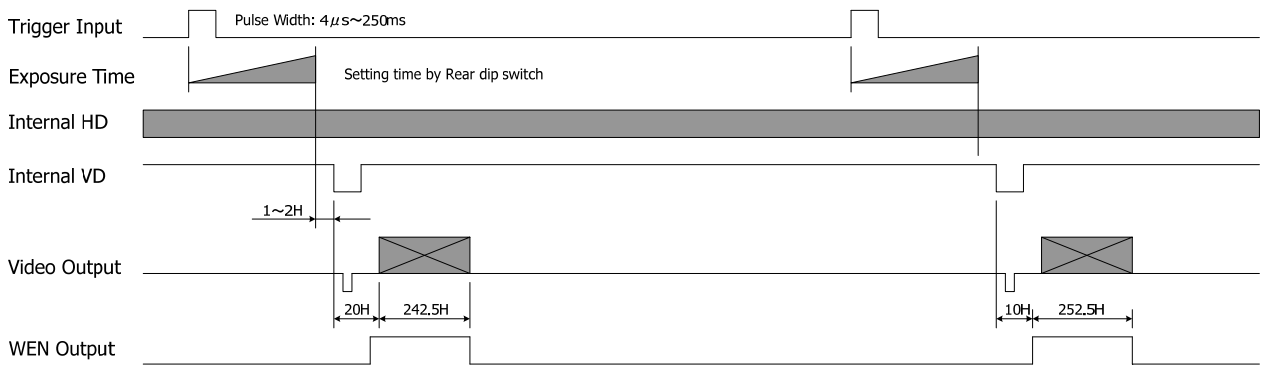 Trigger Input
Pulse Width: 4μs～250ms
Exposure Time
Setting time by Rear dip switch
Internal HD
Internal VD
1～2H
Video Output
20H
242.5H
10H
252.5H
WEN Output